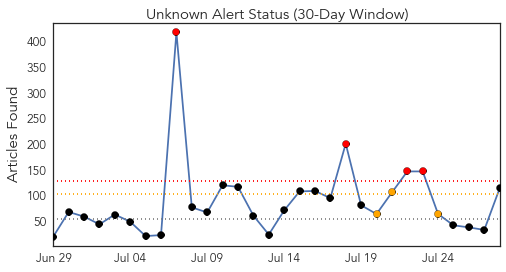 Unknown Alert Status (30-Day Window)
Articles Found
400
350
300
250
200
150
100
50
Jun 29 Jul 04 Jul 09 Jul 14 Jul 19 Jul 24